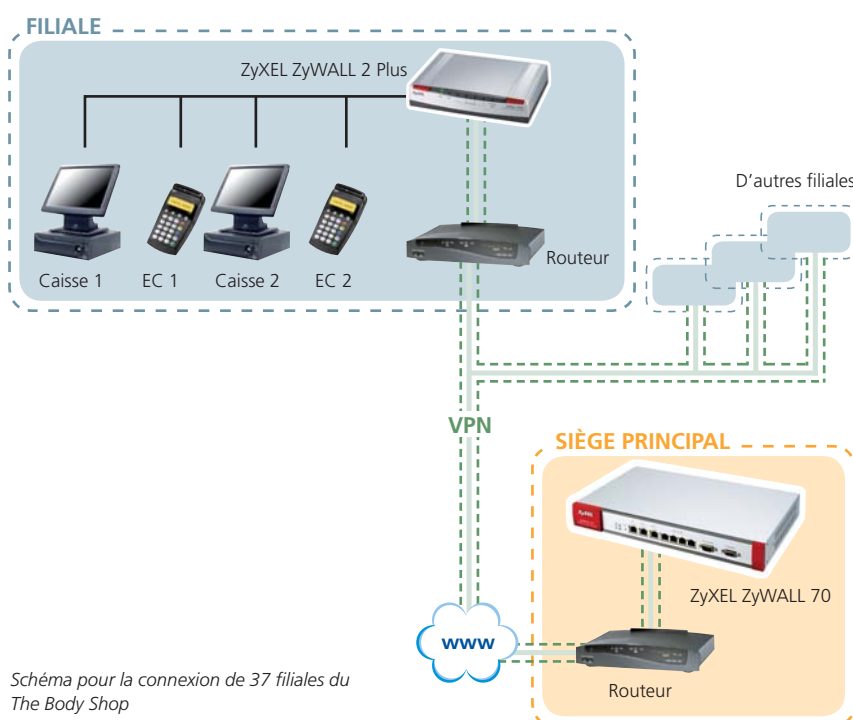 FILIALE
ZyXEL ZyWALL 2 Plus
D'autres filiales
Routeur
Caisse 1
EC 1
Caisse 2
EC 2
VPN
SIÈGE PRINCIPAL
ZyXEL
ZyXEL ZyWALL 70
www
Routeur
Schéma pour la connexion de 37 filiales du
The Body Shop